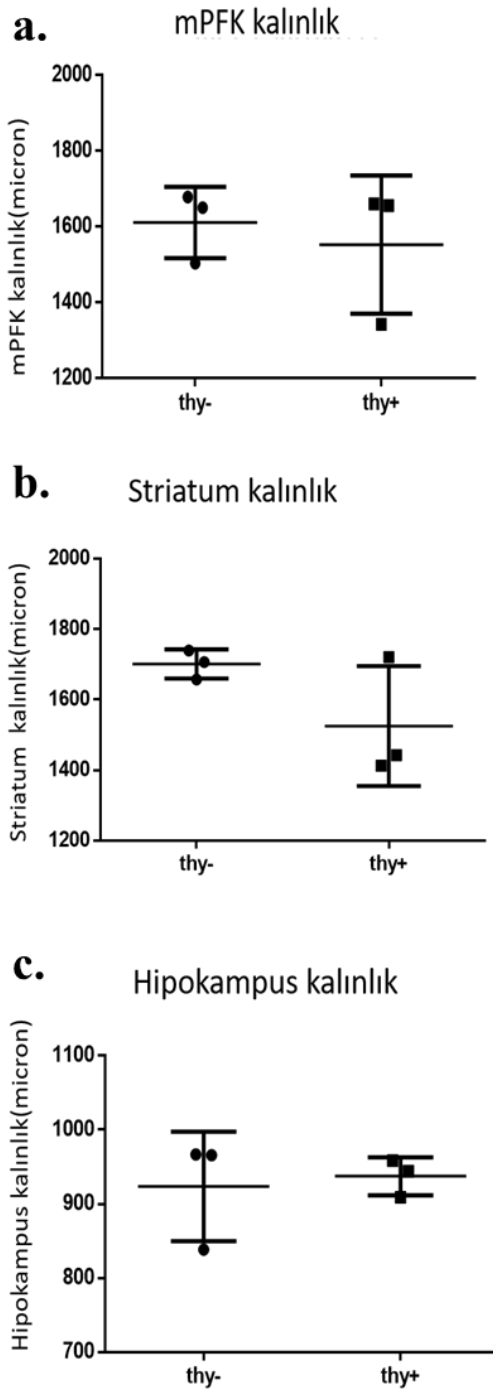 a.
mPFK kalınlık
mPFK kalınlık(micron)
2000
1800
1600
1400
1200
thy-
thy+
b.
Striatum kalınlık
Striatum kalınlık(micron)
2000
1800
1600
1400
1200
thy-
thy+
c.
Hipokampus kalınlık
Hipokampus kalınlık(micron)
1100
1000
900
800
700
thy-
thy+